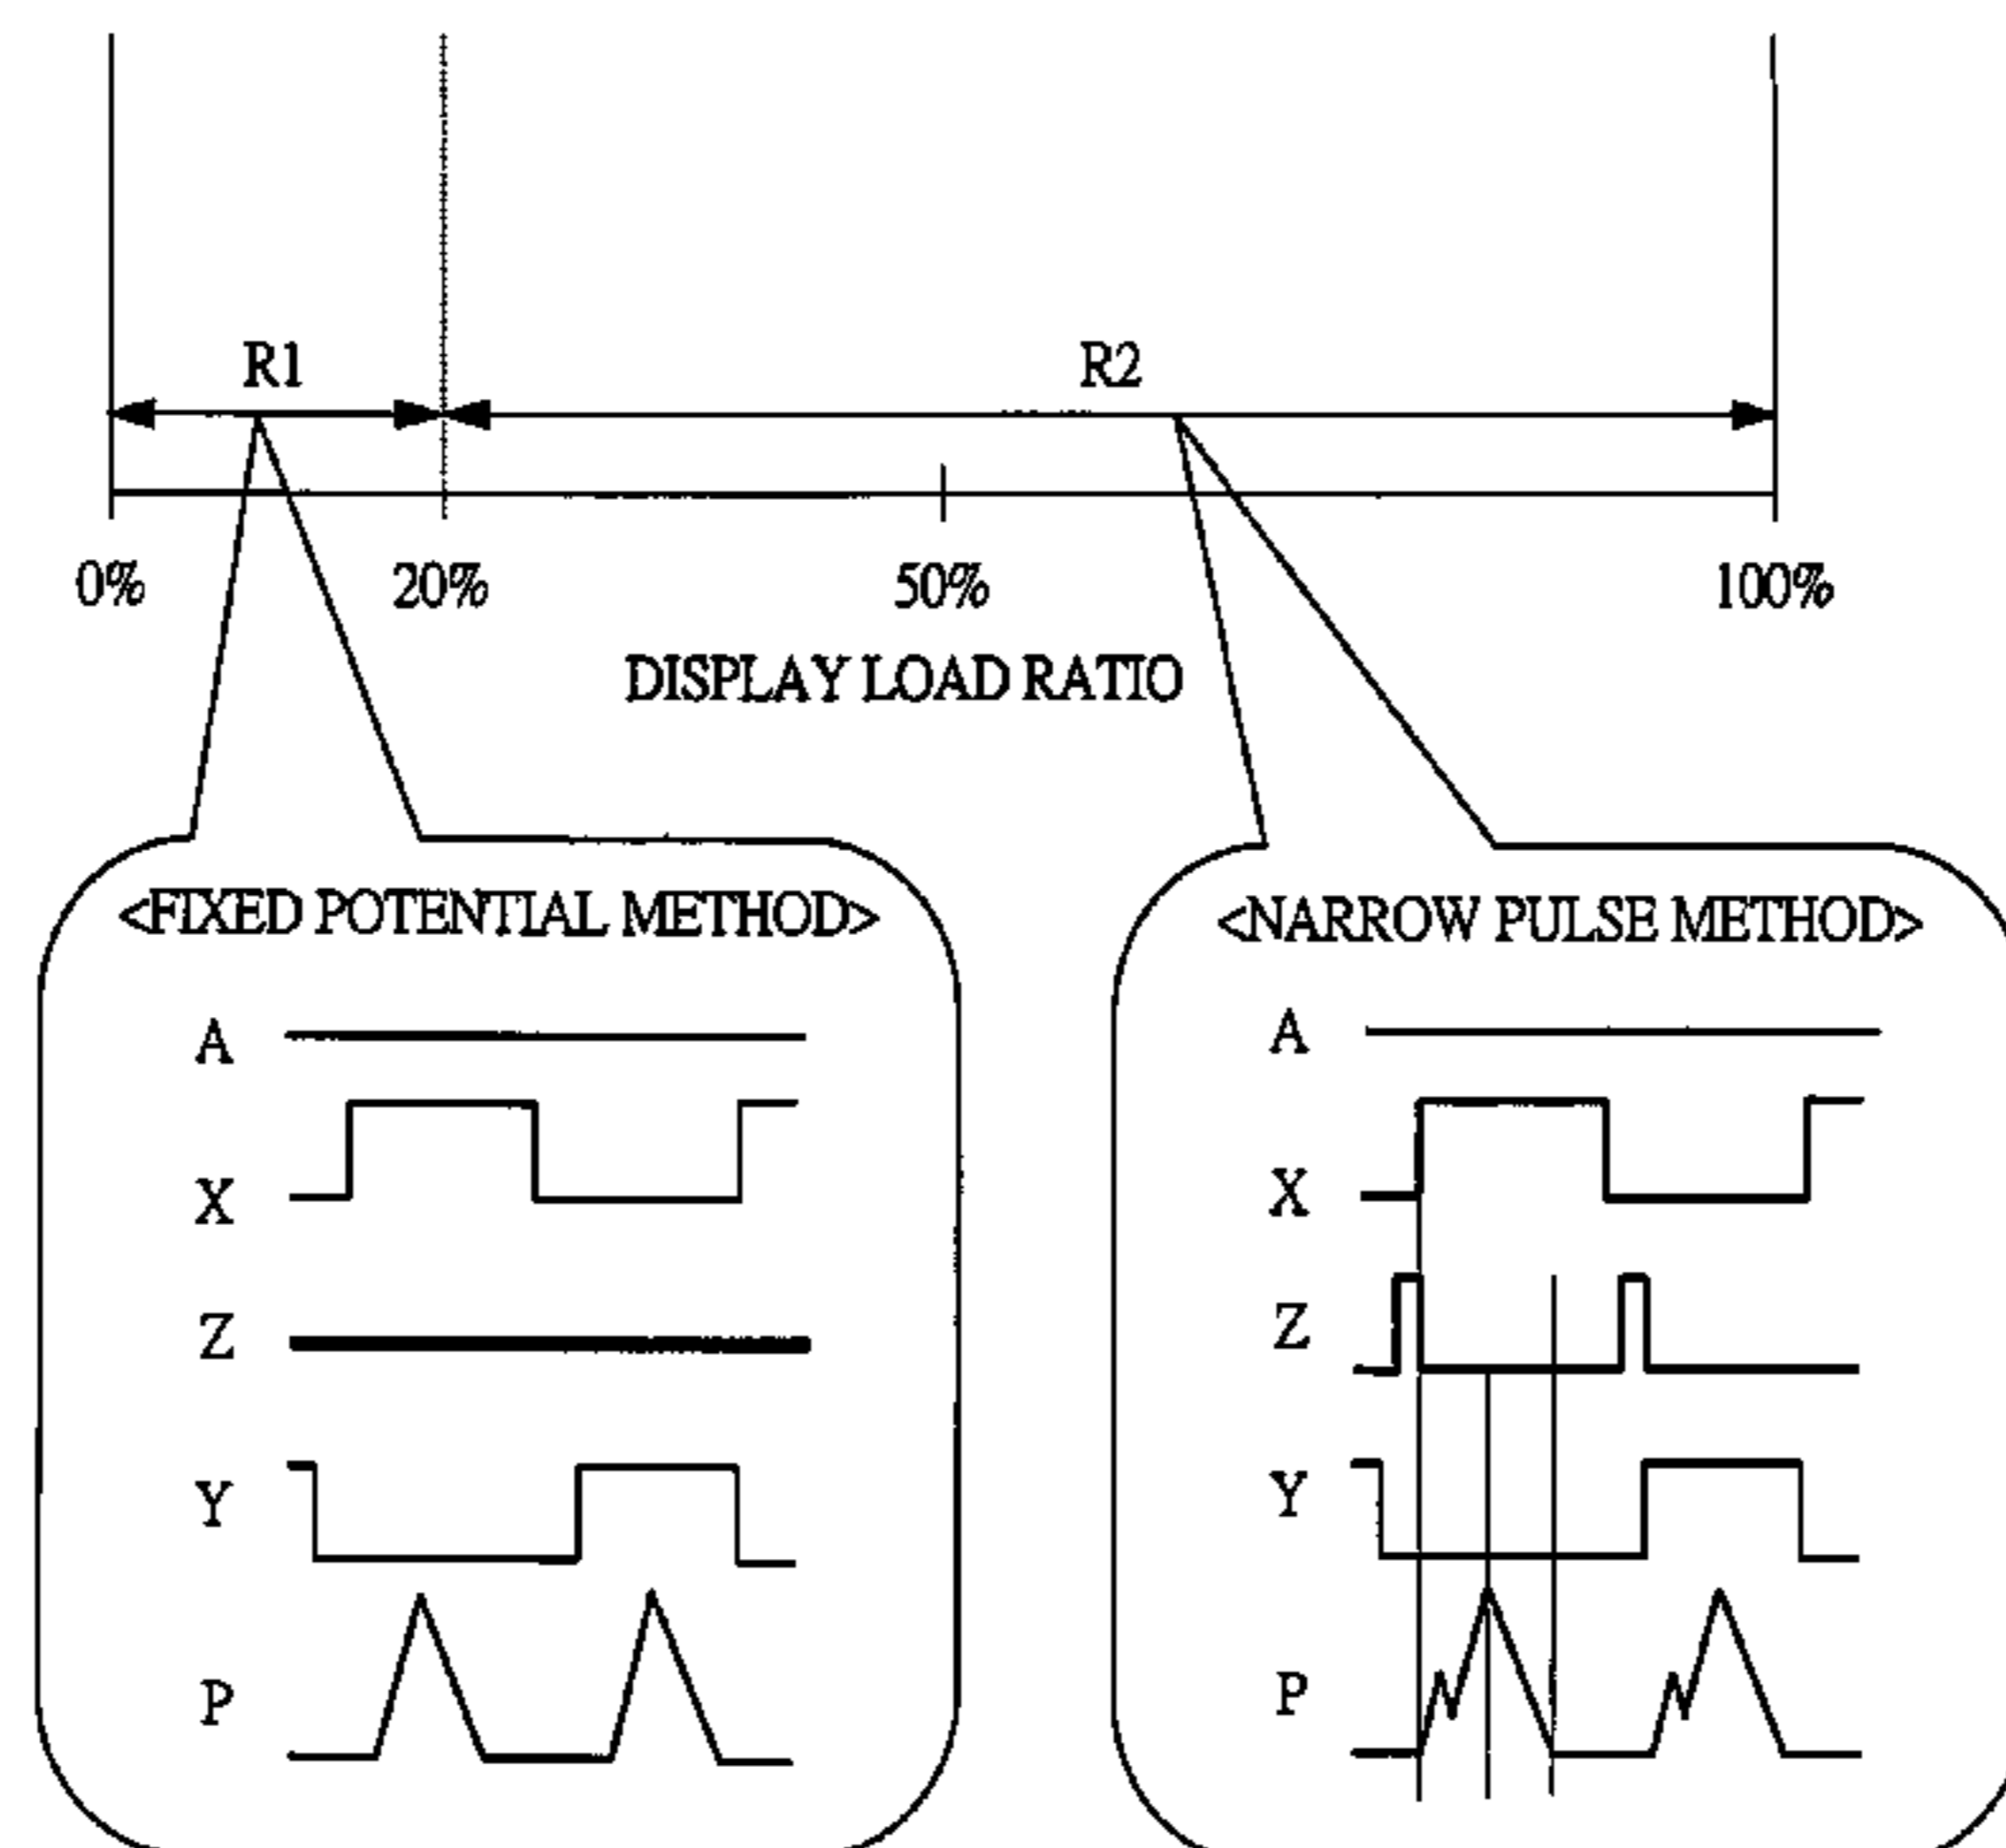 R1 R2
0% 20% 50% 100%
DISPLAY LOAD RATIO
<FIXED POTENTIAL METHOD>
A
X
Z
Y
P
<NARROW PULSE METHOD>
A
X
Z
Y
P